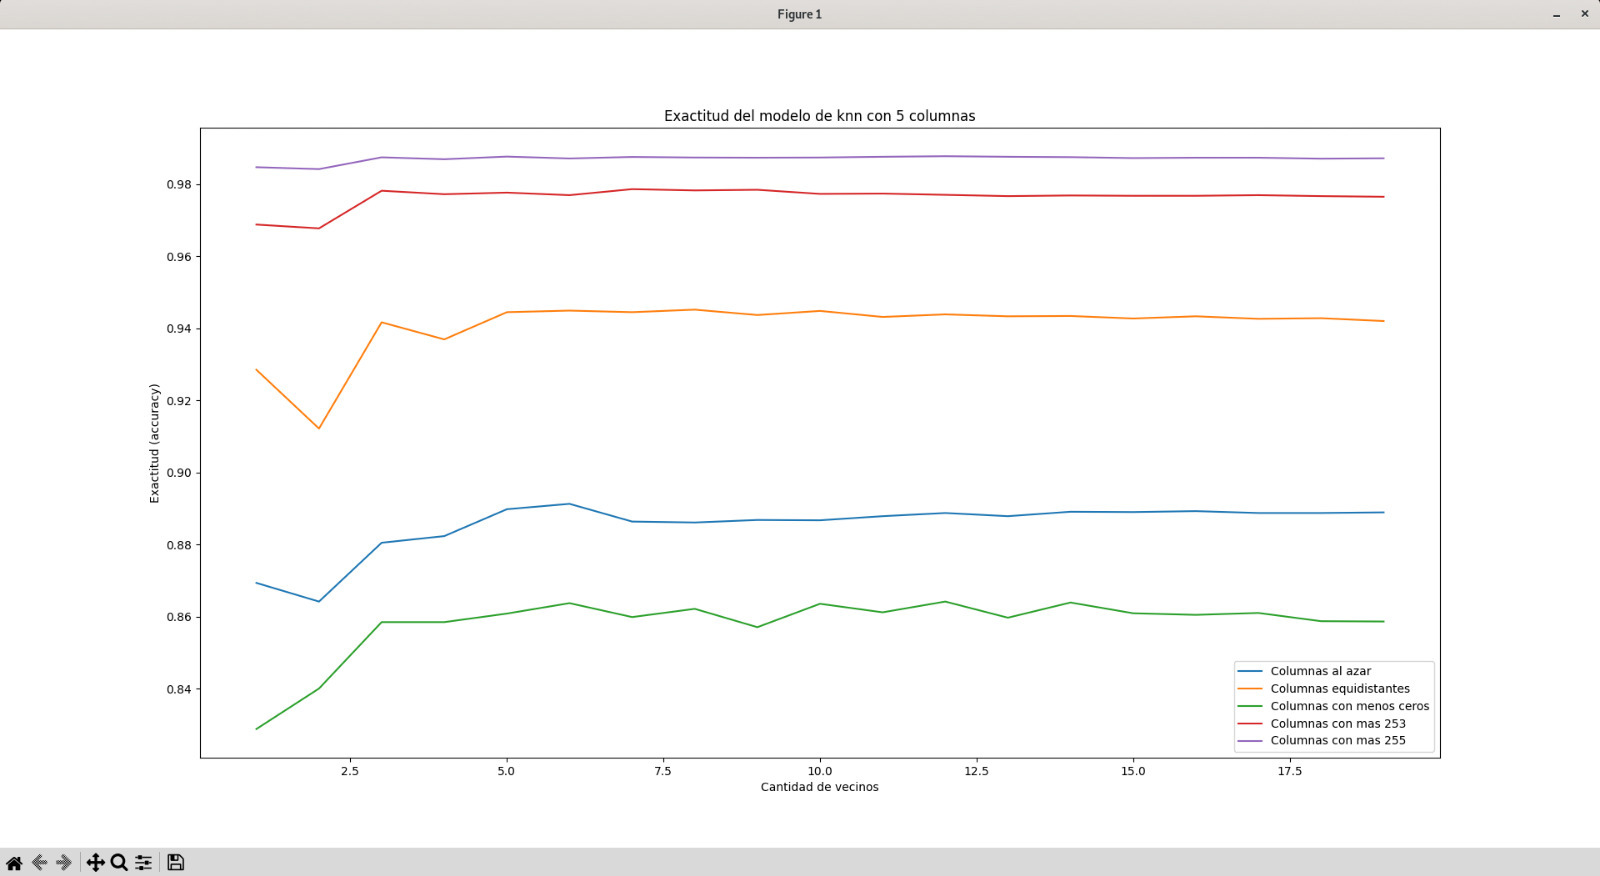 Figure 1
Exactitud del modelo de knn con 5 columnas
Exactitud (accuracy)
0.98
0.96
0.94
0.92
0.90
0.88
0.86
0.84
2.5 5.0 7.5 10.0 12.5 15.0 17.5
Cantidad de vecinos
Columnas al azar
Columnas equidistantes
Columnas con menos ceros
Columnas con mas 253
Columnas con mas 255